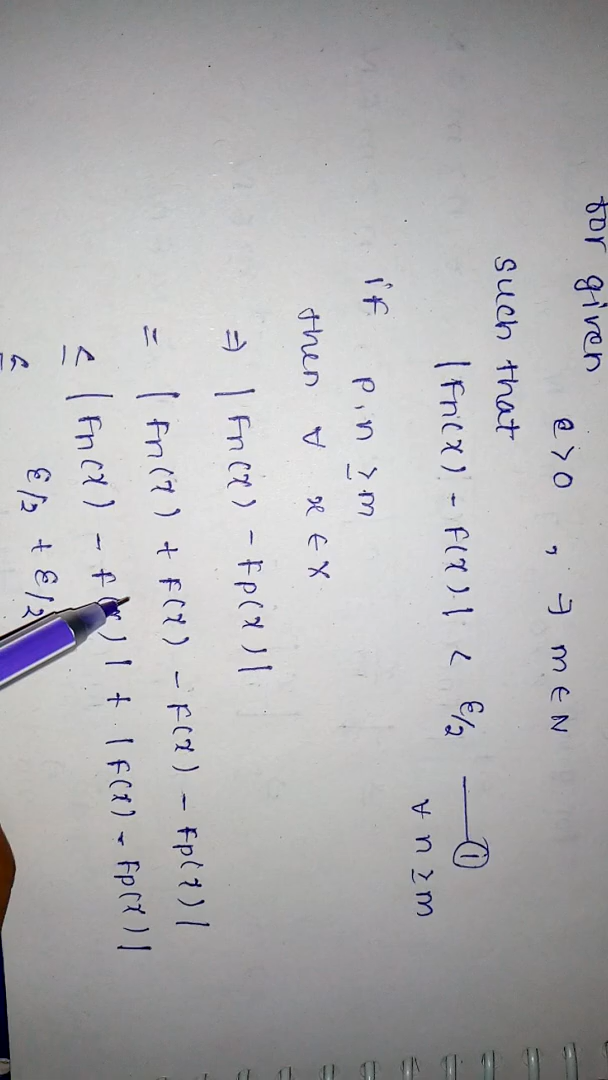 for given
ε>0 , ∃ m∈N
such that
|fn(x) - f(x)| < ε/2 —— ①
∀ n≥m
if p,n ≥m
then ∀ x∈X
⇒ |fn(x) - fp(x)|
= |fn(x) + f(x) - f(x) - fp(x)|
≤ |fn(x) - f(x)| + |f(x) - fp(x)|
≤ ε/2 + ε/2